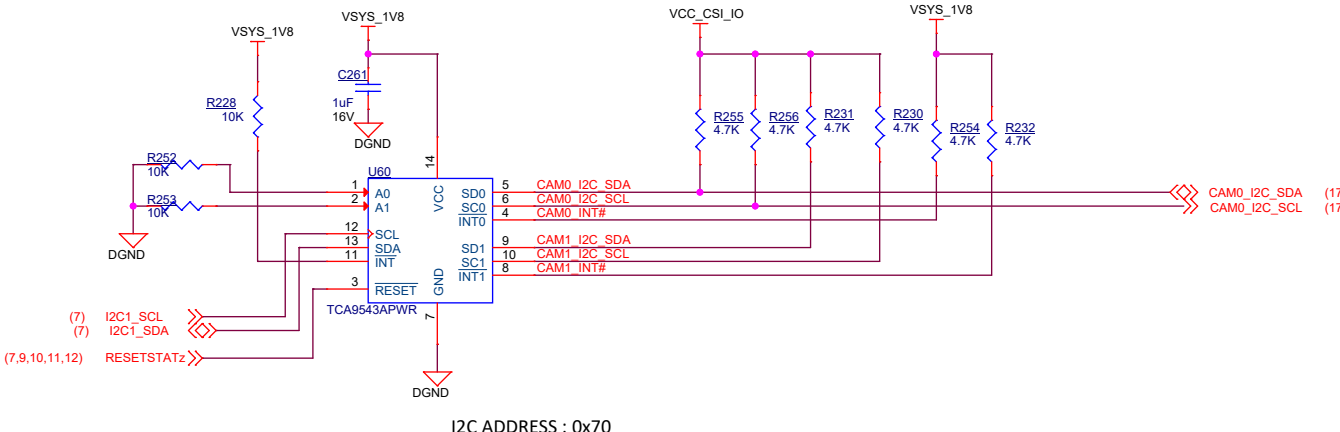 VSYS_1V8
VSYS_1V8
VCC_CSI_IO
VSYS_1V8
C261
1uF
16V
DGND
R228
10K
R255
4.7K
R256
4.7K
R231
4.7K
R230
4.7K
R254
4.7K
R232
4.7K
R252
10K
R253
10K
DGND
U60
14
VCC
1 A0
2 A1
12 SCL
13 SDA
11 INT
3 RESET
GND
7
TCA9543APWR
SD0 5 CAM0_I2C_SDA
SC0 6 CAM0_I2C_SCL
INT0 4 CAM0_INT#
SD1 9 CAM1_I2C_SDA
SC1 10 CAM1_I2C_SCL
INT1 8 CAM1_INT#
CAM0_I2C_SDA (17
CAM0_I2C_SCL (17
(7) I2C1_SCL
(7) I2C1_SDA
(7,9,10,11,12) RESETSTATz
DGND
I2C ADDRESS : 0x70